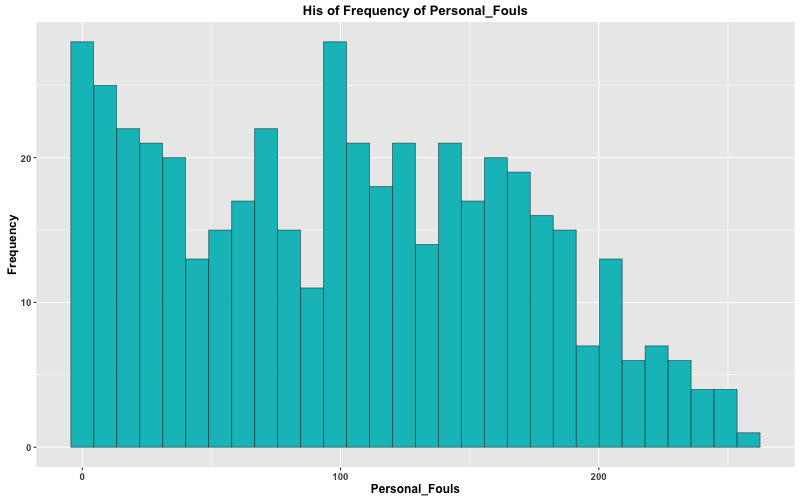 His of Frequency of Personal_Fouls
20
10
0
Frequency
0 100 200
Personal_Fouls